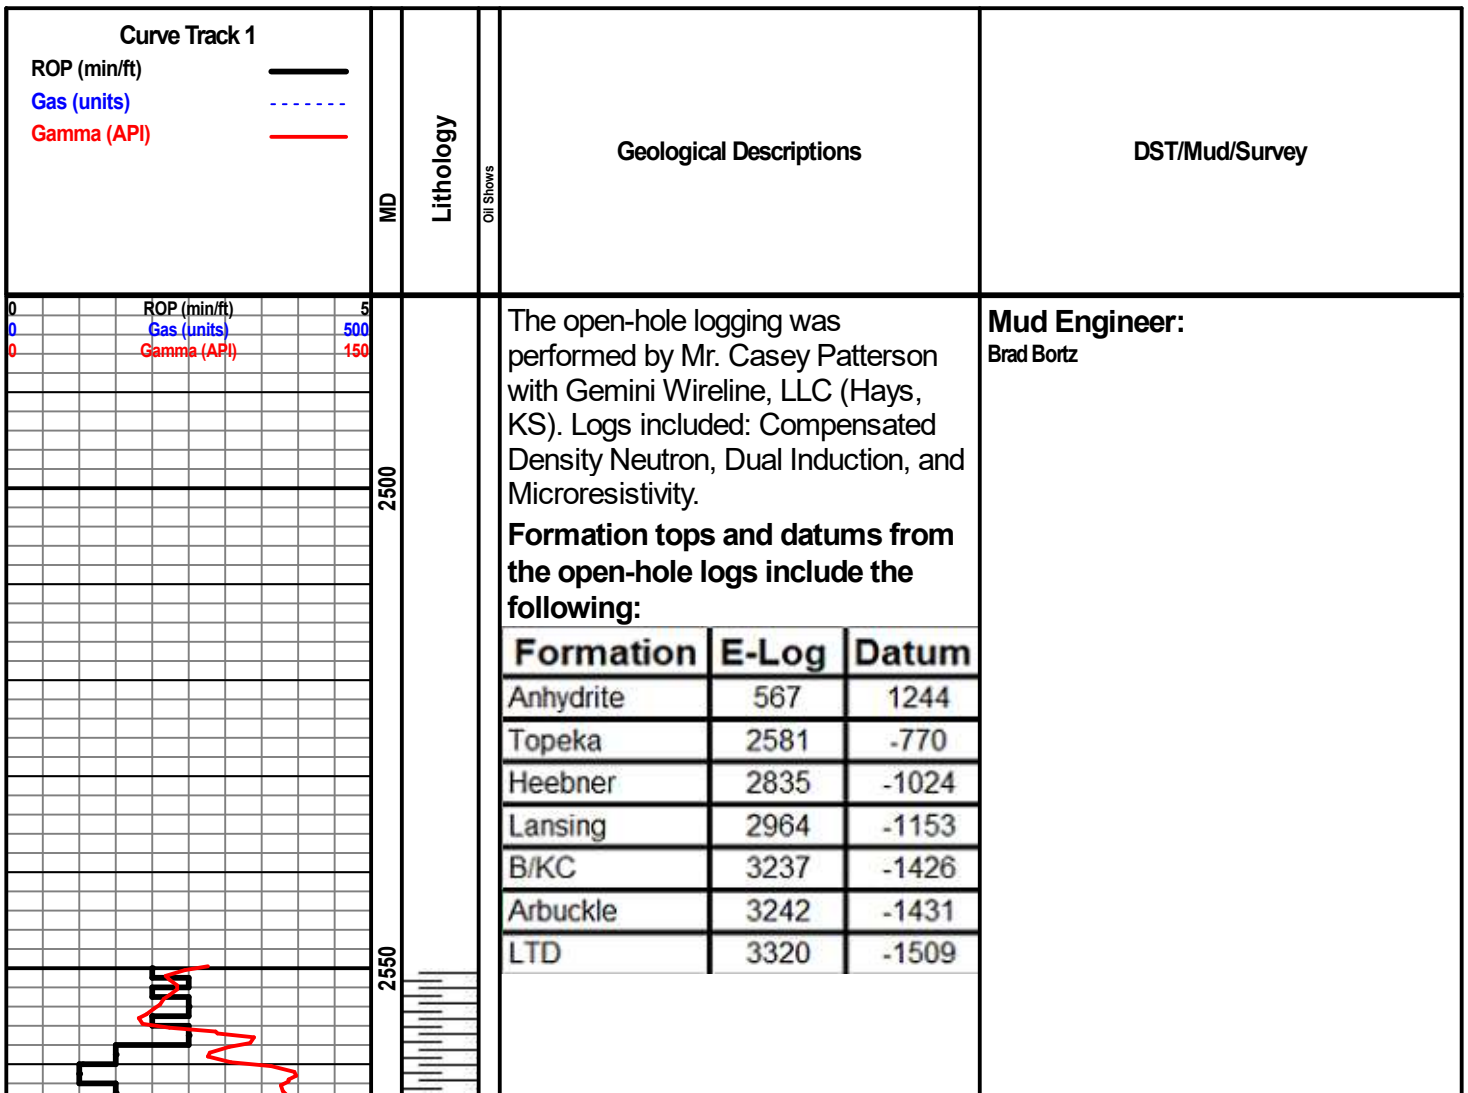 Curve Track 1
ROP (min/ft)
Gas (units)
Gamma (API)
MD
Lithology
Oil Shows
Geological Descriptions
DST/Mud/Survey
0 ROP (min/ft) 5
0 Gas (units) 500
0 Gamma (API) 150
2500
2550
The open-hole logging was
performed by Mr. Casey Patterson
with Gemini Wireline, LLC (Hays,
KS). Logs included: Compensated
Density Neutron, Dual Induction, and
Microresistivity.
Formation tops and datums from
the open-hole logs include the
following:
Formation E-Log Datum
Anhydrite 567 1244
Topeka 2581 -770
Heebner 2835 -1024
Lansing 2964 -1153
B/KC 3237 -1426
Arbuckle 3242 -1431
LTD 3320 -1509
Mud Engineer:
Brad Bortz